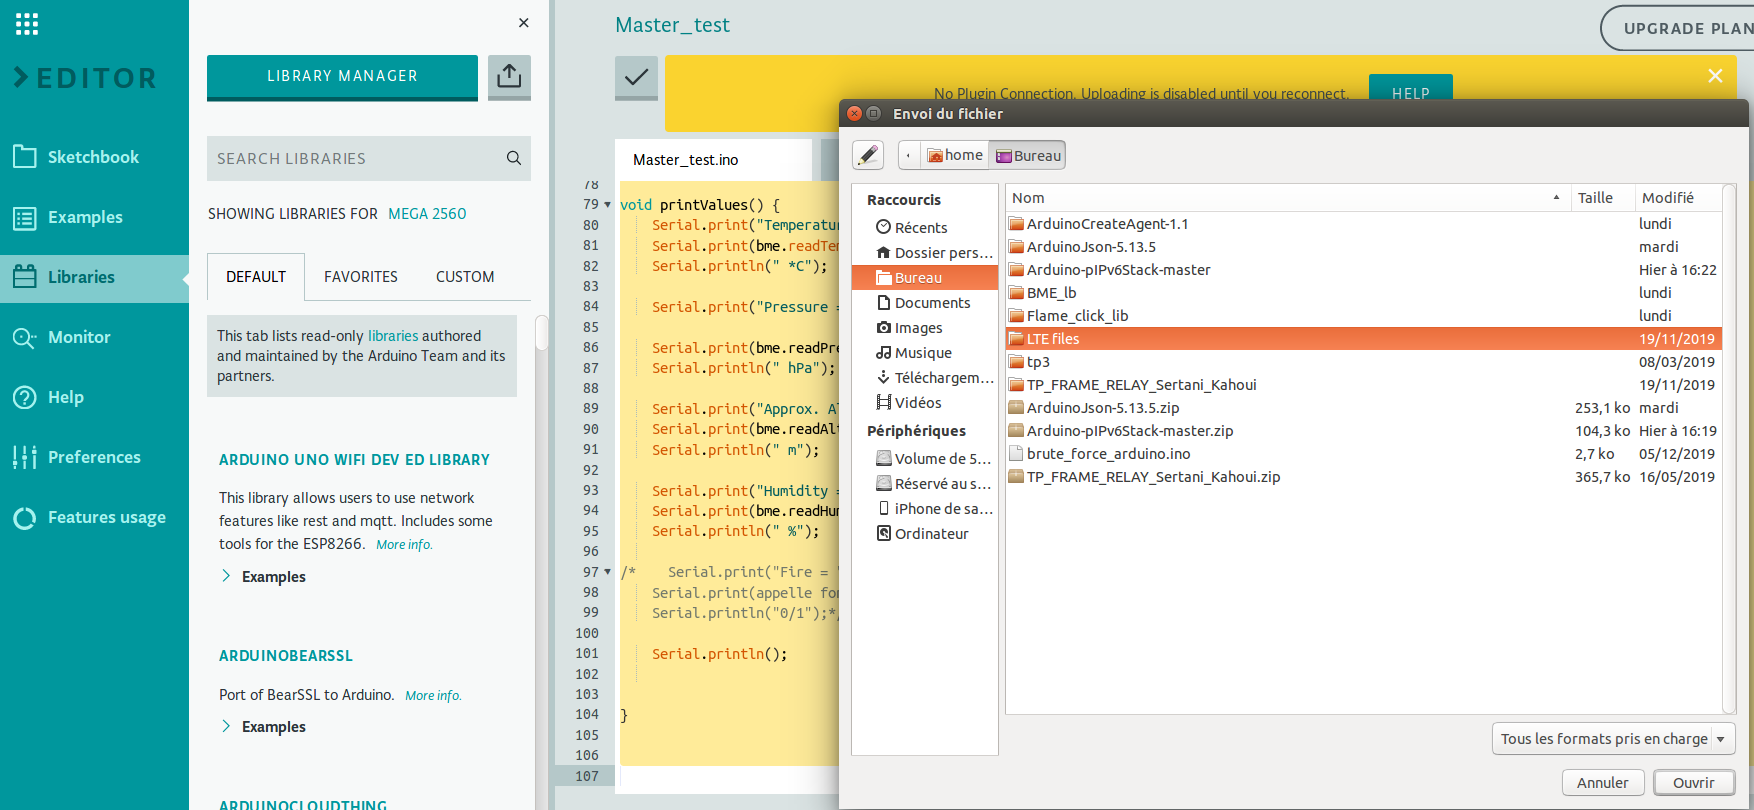 EDITOR
Sketchbook
Examples
Libraries
Monitor
Help
Preferences
Features usage
LIBRARY MANAGER
SEARCH LIBRARIES
SHOWING LIBRARIES FOR MEGA 2560
DEFAULT FAVORITES CUSTOM
This tab lists read-only libraries authored
and maintained by the Arduino Team and its
partners.
ARDUINO UNO WIFI DEV ED LIBRARY
This library allows users to use network
features like rest and mqtt. Includes some
tools for the ESP8266. More info.
Examples
ARDUINOBEARSSL
Port of BearSSL to Arduino. More info.
Examples
ARDUINOCLOUDTHING
Master_test
UPGRADE PLAN
No Plugin Connection. Uploading is disabled until you reconnect. HELP
Master_test.ino
78
79 void printValues() {
80 Serial.print("Temperatur
81 Serial.print(bme.readTem
82 Serial.println(" *C");
83
84 Serial.print("Pressure =
85
86 Serial.print(bme.readPre
87 Serial.println(" hPa");
88
89 Serial.print("Approx. Al
90 Serial.print(bme.readAlt
91 Serial.println(" m");
92
93 Serial.print("Humidity =
94 Serial.print(bme.readHum
95 Serial.println(" %");
96
97 /* Serial.print("Fire = "
98 Serial.print(appelle fon
99 Serial.println("0/1");*/
100
101 Serial.println();
102
103
104 }
105
106
107
Envoi du fichier
home Bureau
Raccourcis
Récents
Dossier pers…
Bureau
Documents
Images
Musique
Téléchargem…
Vidéos
Périphériques
Volume de 5…
Réservé au s…
iPhone de sa…
Ordinateur
Nom Taille Modifié
ArduinoCreateAgent-1.1 lundi
ArduinoJson-5.13.5 mardi
Arduino-pIPv6Stack-master Hier à 16:22
BME_lb lundi
Flame_click_lib lundi
LTE files 19/11/2019
tp3 08/03/2019
TP_FRAME_RELAY_Sertani_Kahoui 19/11/2019
ArduinoJson-5.13.5.zip 253,1 ko mardi
Arduino-pIPv6Stack-master.zip 104,3 ko Hier à 16:19
brute_force_arduino.ino 2,7 ko 05/12/2019
TP_FRAME_RELAY_Sertani_Kahoui.zip 365,7 ko 16/05/2019
Tous les formats pris en charge
Annuler Ouvrir